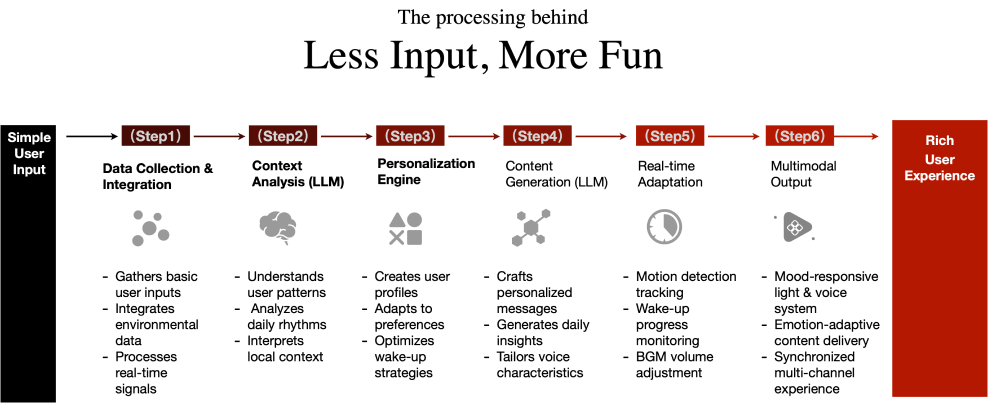 The processing behind
Less Input, More Fun
Simple
User
Input
(Step1)
Data Collection &
Integration
- Gathers basic
user inputs
- Integrates
environmental
data
- Processes
real-time
signals
(Step2)
Context
Analysis (LLM)
- Understands
user patterns
- Analyzes
daily rhythms
- Interprets
local context
(Step3)
Personalization
Engine
- Creates user
profiles
- Adapts to
preferences
- Optimizes
wake-up
strategies
(Step4)
Content
Generation (LLM)
- Crafts
personalized
messages
- Generates daily
insights
- Tailors voice
characteristics
(Step5)
Real-time
Adaptation
- Motion detection
tracking
- Wake-up
progress
monitoring
- BGM volume
adjustment
(Step6)
Multimodal
Output
- Mood-responsive
light & voice
system
- Emotion-adaptive
content delivery
- Synchronized
multi-channel
experience
Rich
User
Experience